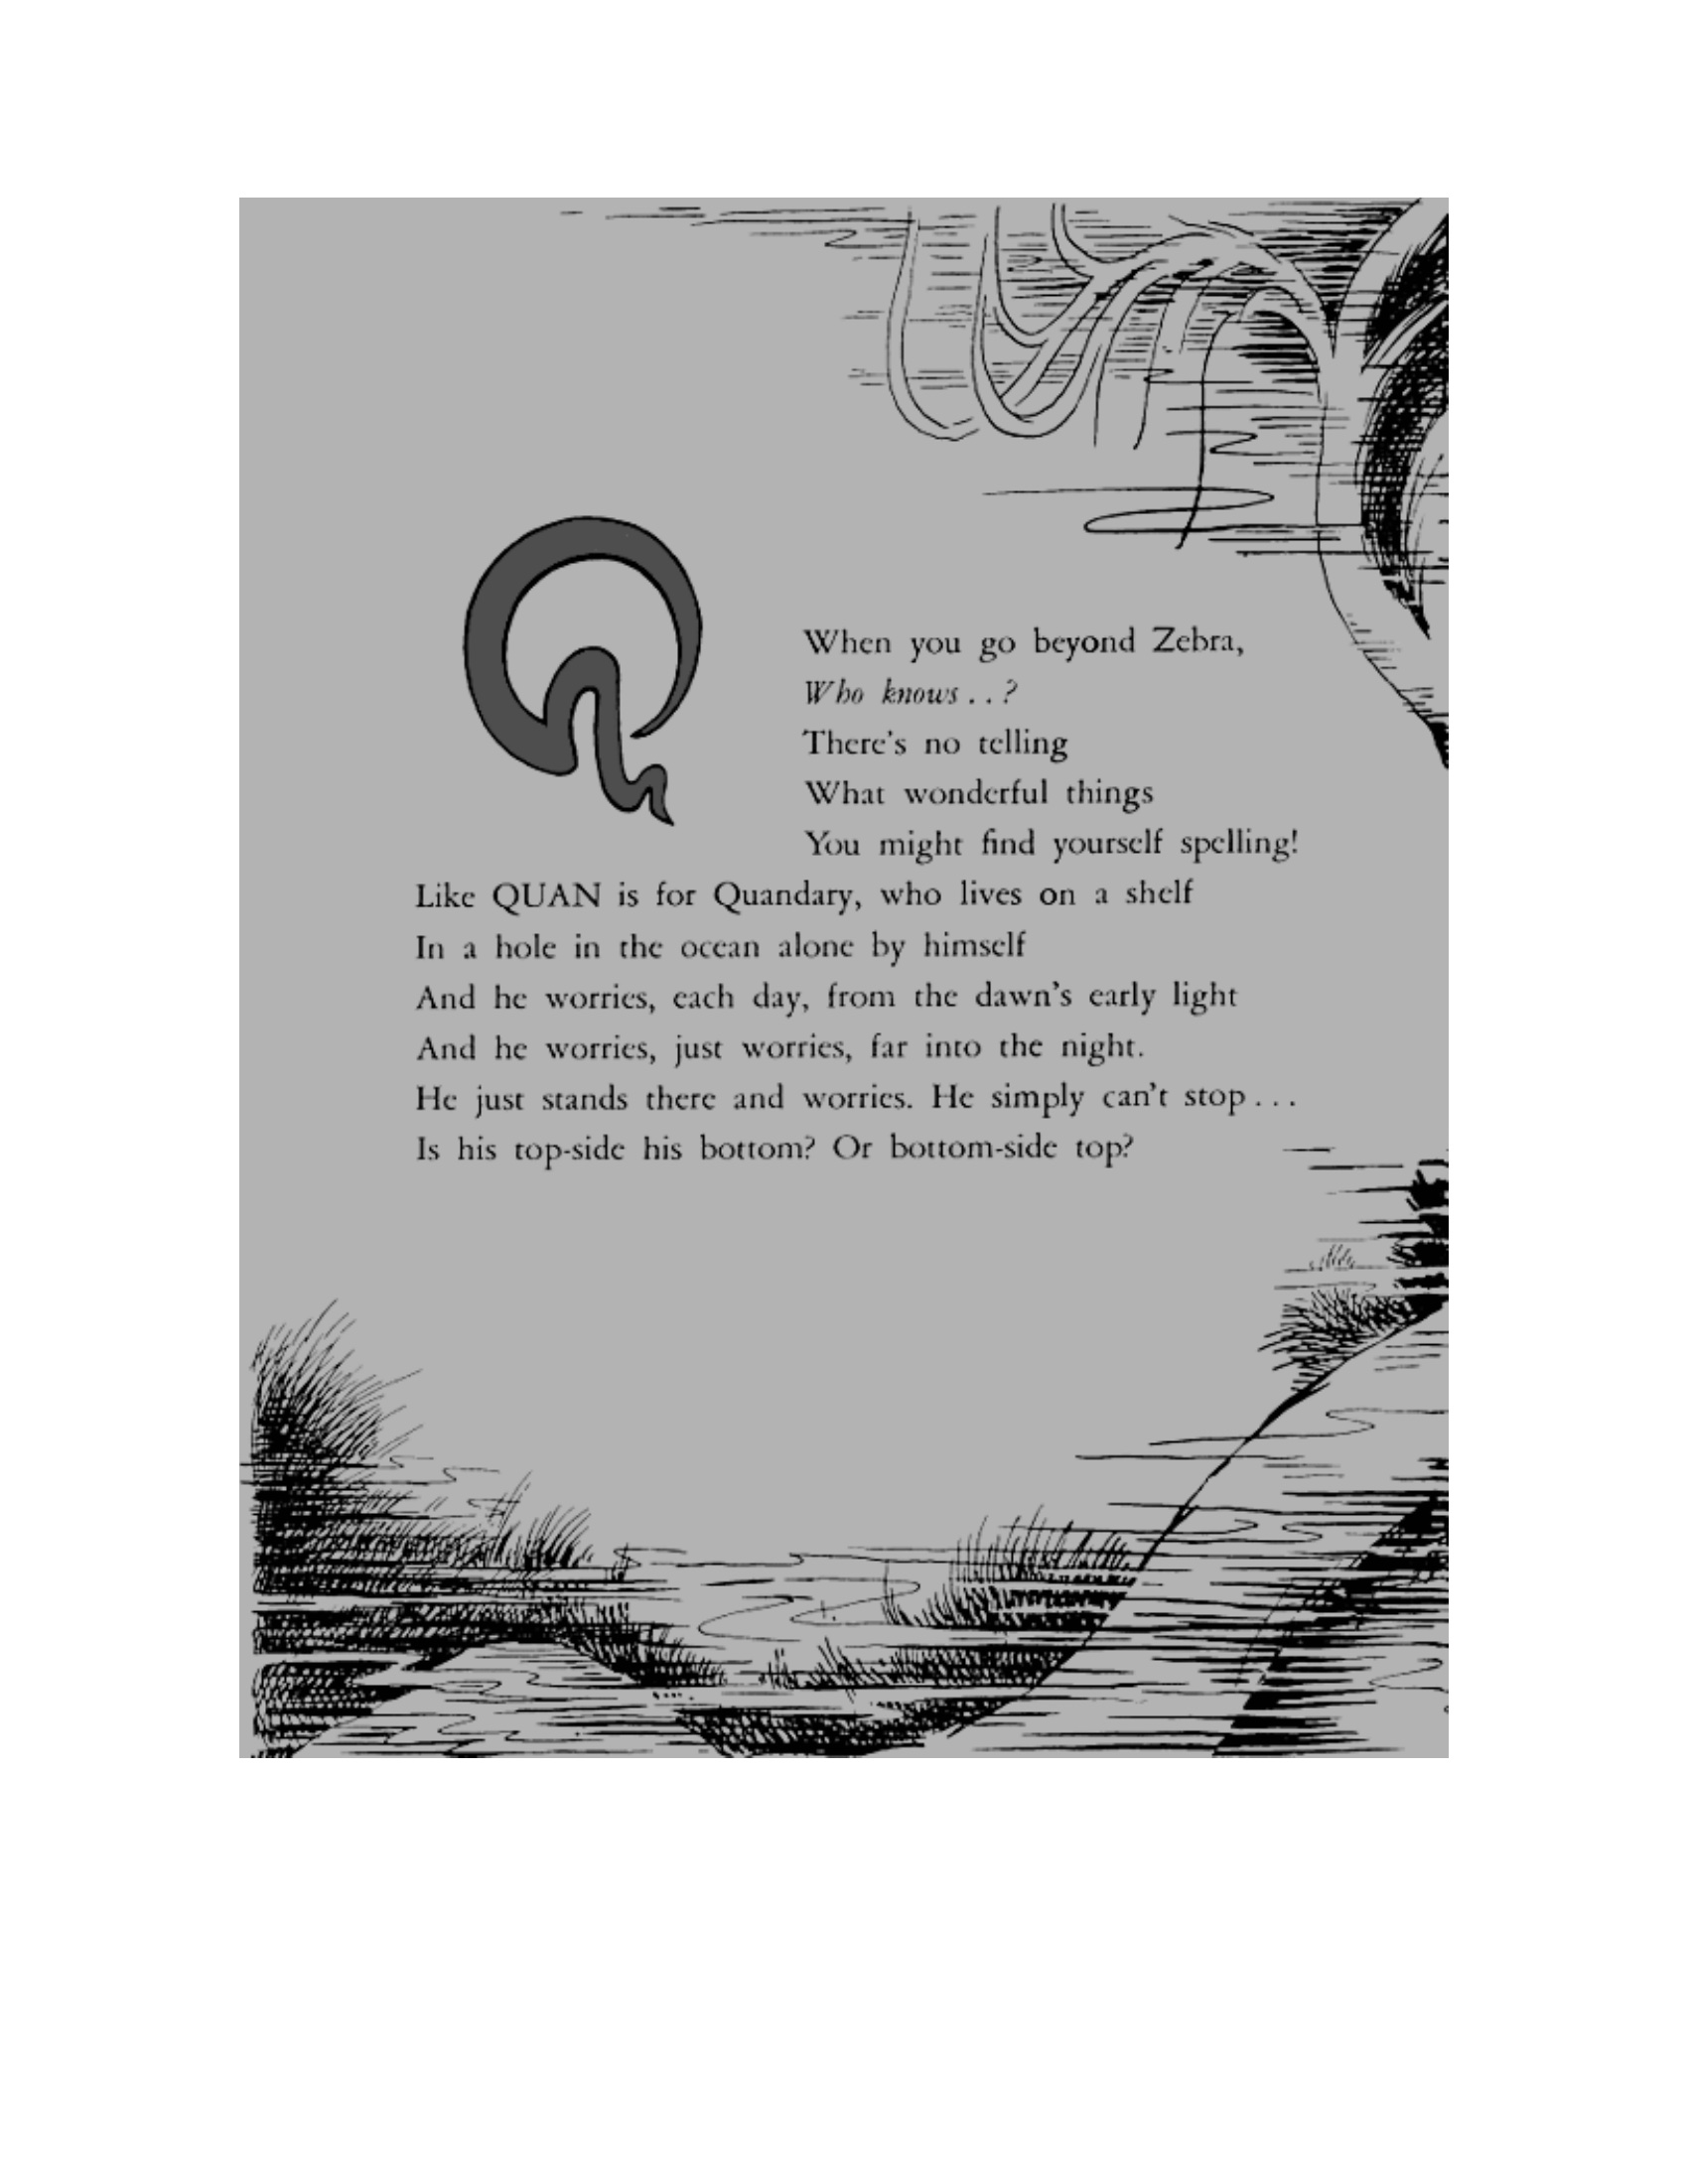 When you go beyond Zebra,
Who knows..?
There's no telling
What wonderful things
You might find yourself spelling!
Like QUAN is for Quandary, who lives on a shelf
In a hole in the ocean alone by himself
And he worries, each day, from the dawn's early light
And he worries, just worries, far into the night.
He just stands there and worries. He simply can't stop...
Is his top-side his bottom? Or bottom-side top?